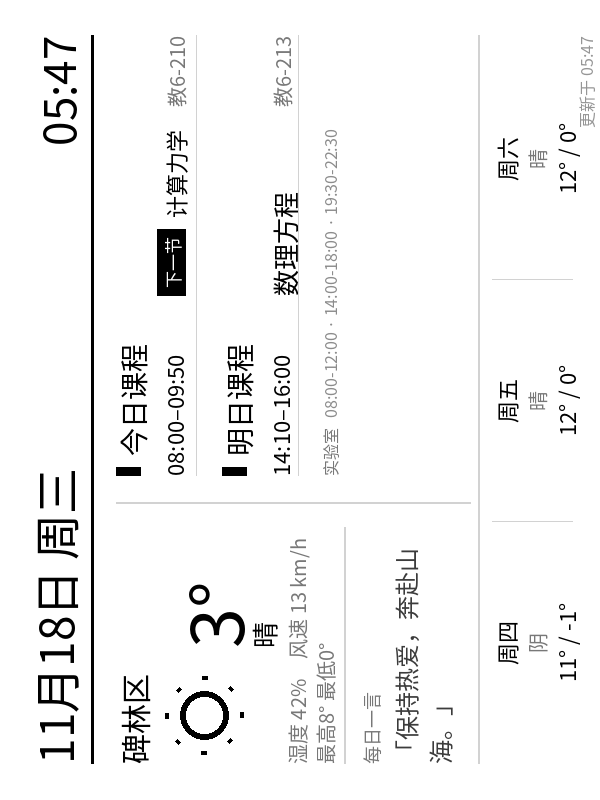 11月18日 周三
05:47
碑林区
3°
晴
湿度 42% 风速 13 km/h
最高8° 最低0°
每日一言
「保持热爱，奔赴山
海。」
今日课程
08:00–09:50 下一节 计算力学 教6-210
明日课程
14:10–16:00 数理方程 教6-213
实验室 08:00-12:00 · 14:00-18:00 · 19:30-22:30
周四
阴
11° / -1°
周五
晴
12° / 0°
周六
晴
12° / 0°
更新于 05:47